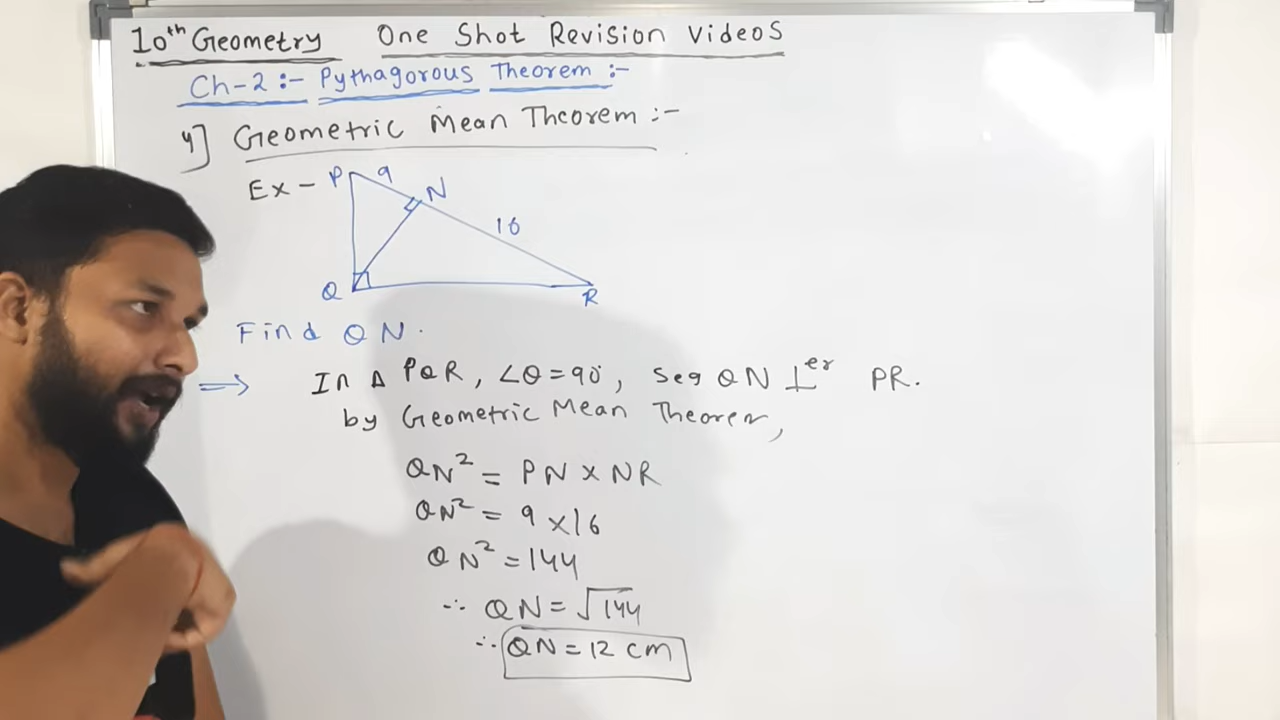 10th Geometry One Shot Revision Videos
Ch-2 :- Pythagorous Theorem :-
4] Geometric Mean Theorem :-
Ex - P 9 N
16
Q R
Find QN.
⇒ In Δ PQR, ∠Q = 90°, seg QN ⊥er PR.
by Geometric Mean Theorem,
QN² = PN × NR
QN² = 9 × 16
QN² = 144
∴ QN = √144
∴ QN = 12 cm